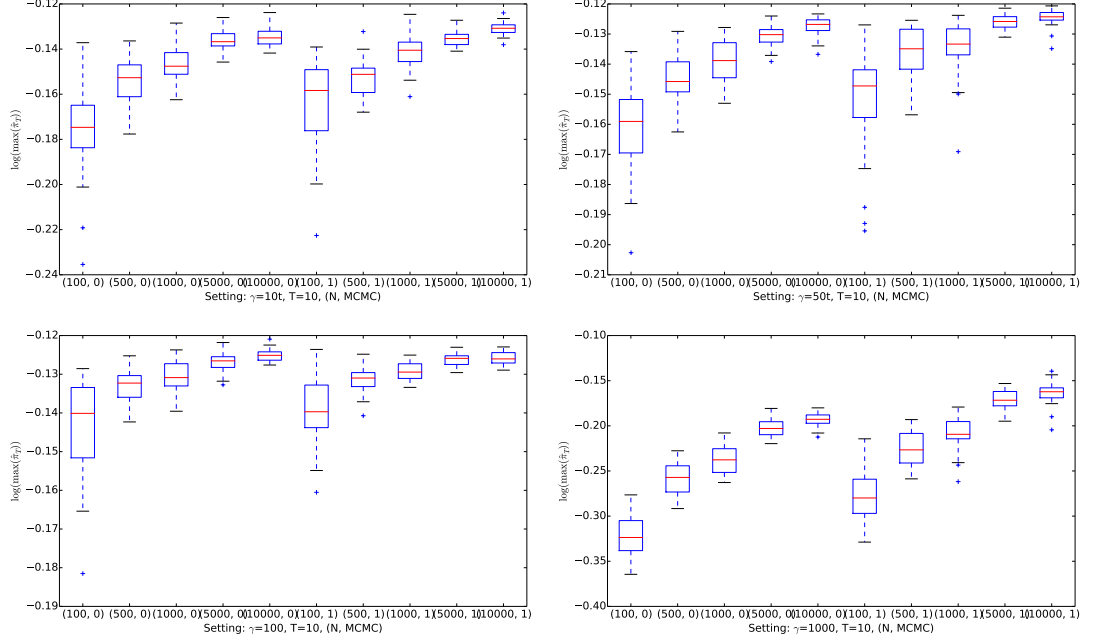 −0.12
−0.14
−0.16
−0.18
−0.20
−0.22
−0.24
log(max(π̂_T))
(100, 0) (500, 0) (1000, 0) (5000, 0) (10000, 0) (100, 1) (500, 1) (1000, 1) (5000, 1) (10000, 1)
Setting: γ=10t, T=10, (N, MCMC)
−0.12
−0.13
−0.14
−0.15
−0.16
−0.17
−0.18
−0.19
−0.20
−0.21
log(max(π̂_T))
(100, 0) (500, 0) (1000, 0) (5000, 0) (10000, 0) (100, 1) (500, 1) (1000, 1) (5000, 1) (10000, 1)
Setting: γ=50t, T=10, (N, MCMC)
−0.12
−0.13
−0.14
−0.15
−0.16
−0.17
−0.18
−0.19
log(max(π̂_T))
(100, 0) (500, 0) (1000, 0) (5000, 0) (10000, 0) (100, 1) (500, 1) (1000, 1) (5000, 1) (10000, 1)
Setting: γ=100, T=10, (N, MCMC)
−0.10
−0.15
−0.20
−0.25
−0.30
−0.35
−0.40
log(max(π̂_T))
(100, 0) (500, 0) (1000, 0) (5000, 0) (10000, 0) (100, 1) (500, 1) (1000, 1) (5000, 1) (10000, 1)
Setting: γ=1000, T=10, (N, MCMC)